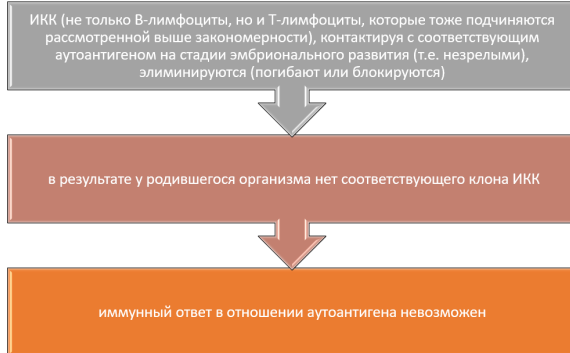 ИКК (не только В-лимфоциты, но и Т-лимфоциты, которые тоже подчиняются
рассмотренной выше закономерности), контактируя с соответствующим
аутоантигеном на стадии эмбрионального развития (т.е. незрелыми),
элиминируются (погибают или блокируются)
в результате у родившегося организма нет соответствующего клона ИКК
иммунный ответ в отношении аутоантигена невозможен